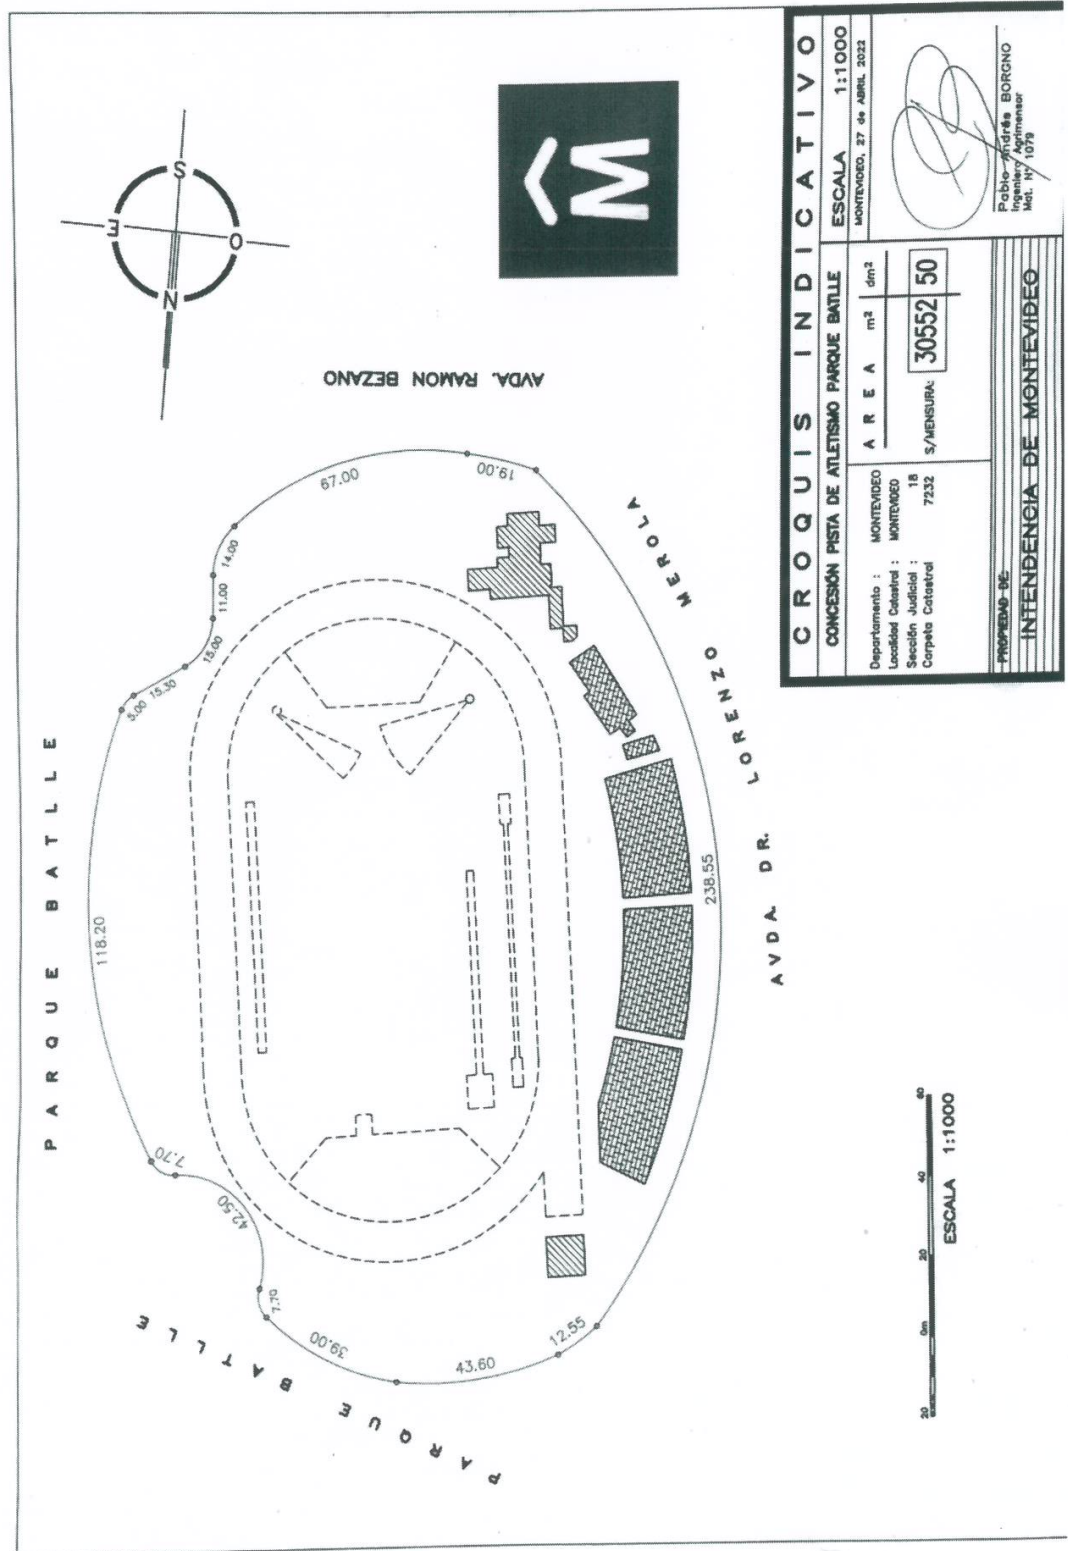 CROQUIS INDICATIVO
CONCESIÓN PISTA DE ATLETISMO PARQUE BATLLE
ESCALA 1:1000
MONTEVIDEO, 27 de ABRIL 2022
Departamento : MONTEVIDEO
Localidad Catastral : MONTEVIDEO
Sección Judicial : 18
Carpeta Catastral 7232
AREA m² dm²
S/MENSURA: 30552 50
Pablo Andrés BORGNO
Ingeniero Agrimensor
Mat. Nº 1079
PROPIEDAD DE:
INTENDENCIA DE MONTEVIDEO
M
S
E
O
N
AVDA. RAMON BEZANO
PARQUE BATLLE
PARQUE BATLLE
AVDA DR. LORENZO MEROLA
67.00
19.00
14.00
11.00
15.00
15.30
5.00
118.20
7.70
42.50
7.70
39.00
43.60
12.55
238.55
20 0m 20 40 60
ESCALA 1:1000